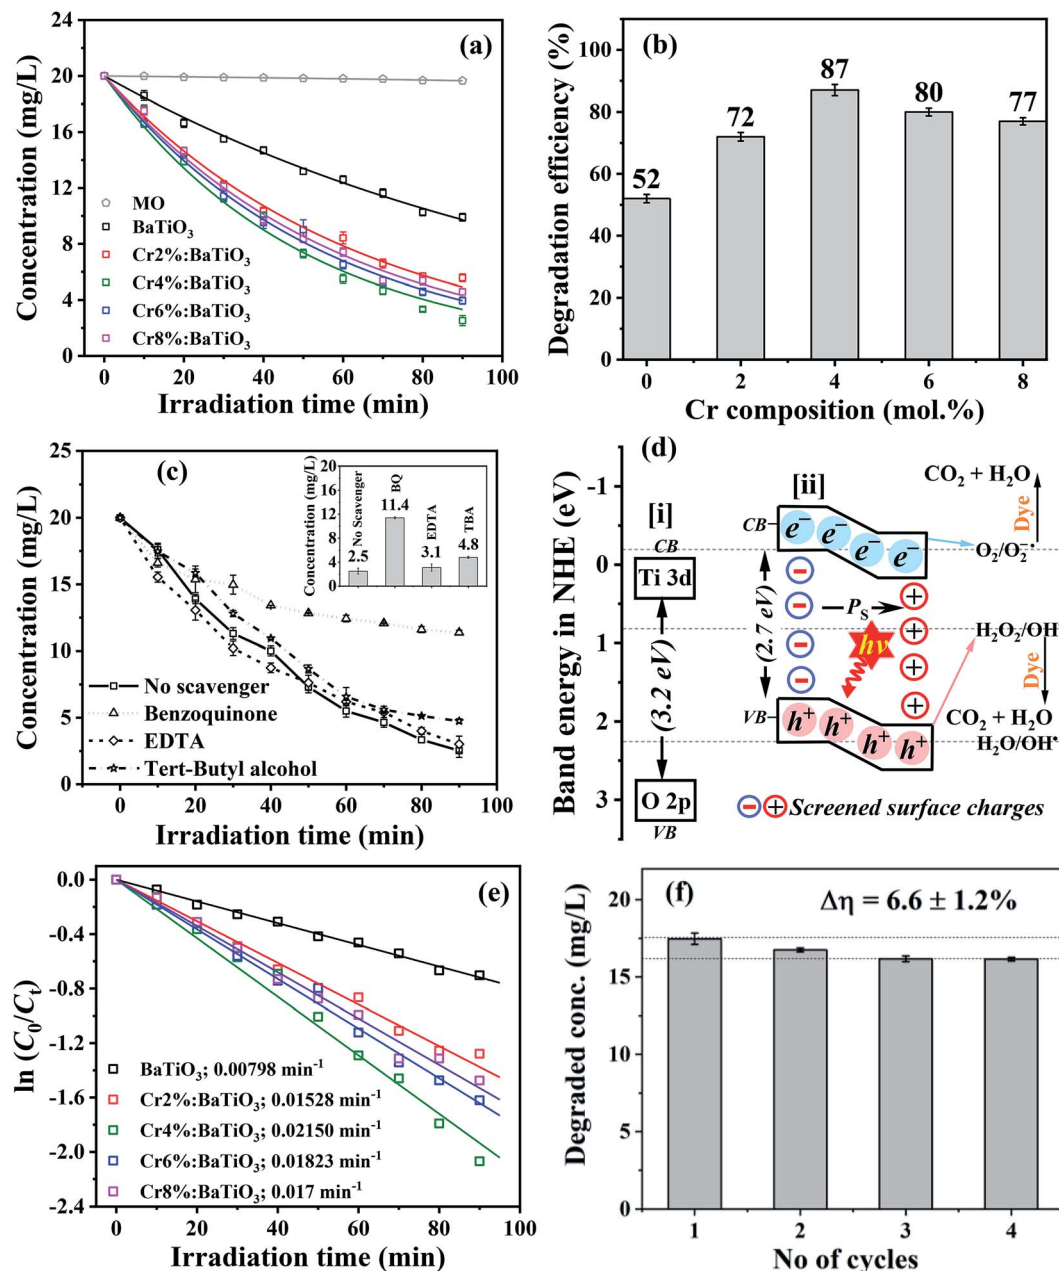 (a)
Concentration (mg/L)
24
20
16
12
8
4
0
MO
BaTiO₃
Cr2%:BaTiO₃
Cr4%:BaTiO₃
Cr6%:BaTiO₃
Cr8%:BaTiO₃
0 20 40 60 80 100
Irradiation time (min)
(b)
Degradation efficiency (%)
100
80
60
40
20
0
52 72 87 80 77
0 2 4 6 8
Cr composition (mol.%)
(c)
Concentration (mg/L)
25
20
15
10
5
0
No scavenger
Benzoquinone
EDTA
Tert-Butyl alcohol
0 20 40 60 80 100
Irradiation time (min)
Concentration (mg/L)
20
16
12
8
4
0
No Scavenger
2.5
BQ
11.4
EDTA
3.1
TBA
4.8
(d)
Band energy in NHE (eV)
-1
0
1
2
3
[i]
CB
Ti 3d
(3.2 eV)
O 2p
VB
[ii]
CB
e⁻ e⁻ e⁻ e⁻
(2.7 eV)
− − − −
Pₛ
+ + + +
hν
VB
h⁺ h⁺ h⁺ h⁺
CO₂ + H₂O
Dye
O₂/O₂⁻•
H₂O₂/OH
Dye
CO₂ + H₂O
H₂O/OH•
− + Screened surface charges
(e)
ln (C₀/Cₜ)
0.0
-0.4
-0.8
-1.2
-1.6
-2.0
-2.4
BaTiO₃; 0.00798 min⁻¹
Cr2%:BaTiO₃; 0.01528 min⁻¹
Cr4%:BaTiO₃; 0.02150 min⁻¹
Cr6%:BaTiO₃; 0.01823 min⁻¹
Cr8%:BaTiO₃; 0.017 min⁻¹
0 20 40 60 80 100
Irradiation time (min)
(f)
Δη = 6.6 ± 1.2%
Degraded conc. (mg/L)
20
15
10
5
0
1 2 3 4
No of cycles